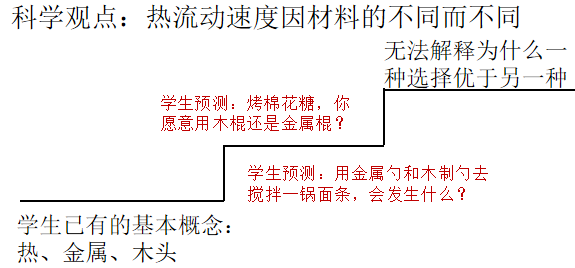 科学观点：热流动速度因材料的不同而不同
无法解释为什么一
种选择优于另一种
学生预测：烤棉花糖，你
愿意用木棍还是金属棍？
学生预测：用金属勺和木制勺去
搅拌一锅面条，会发生什么？
学生已有的基本概念：
热、金属、木头